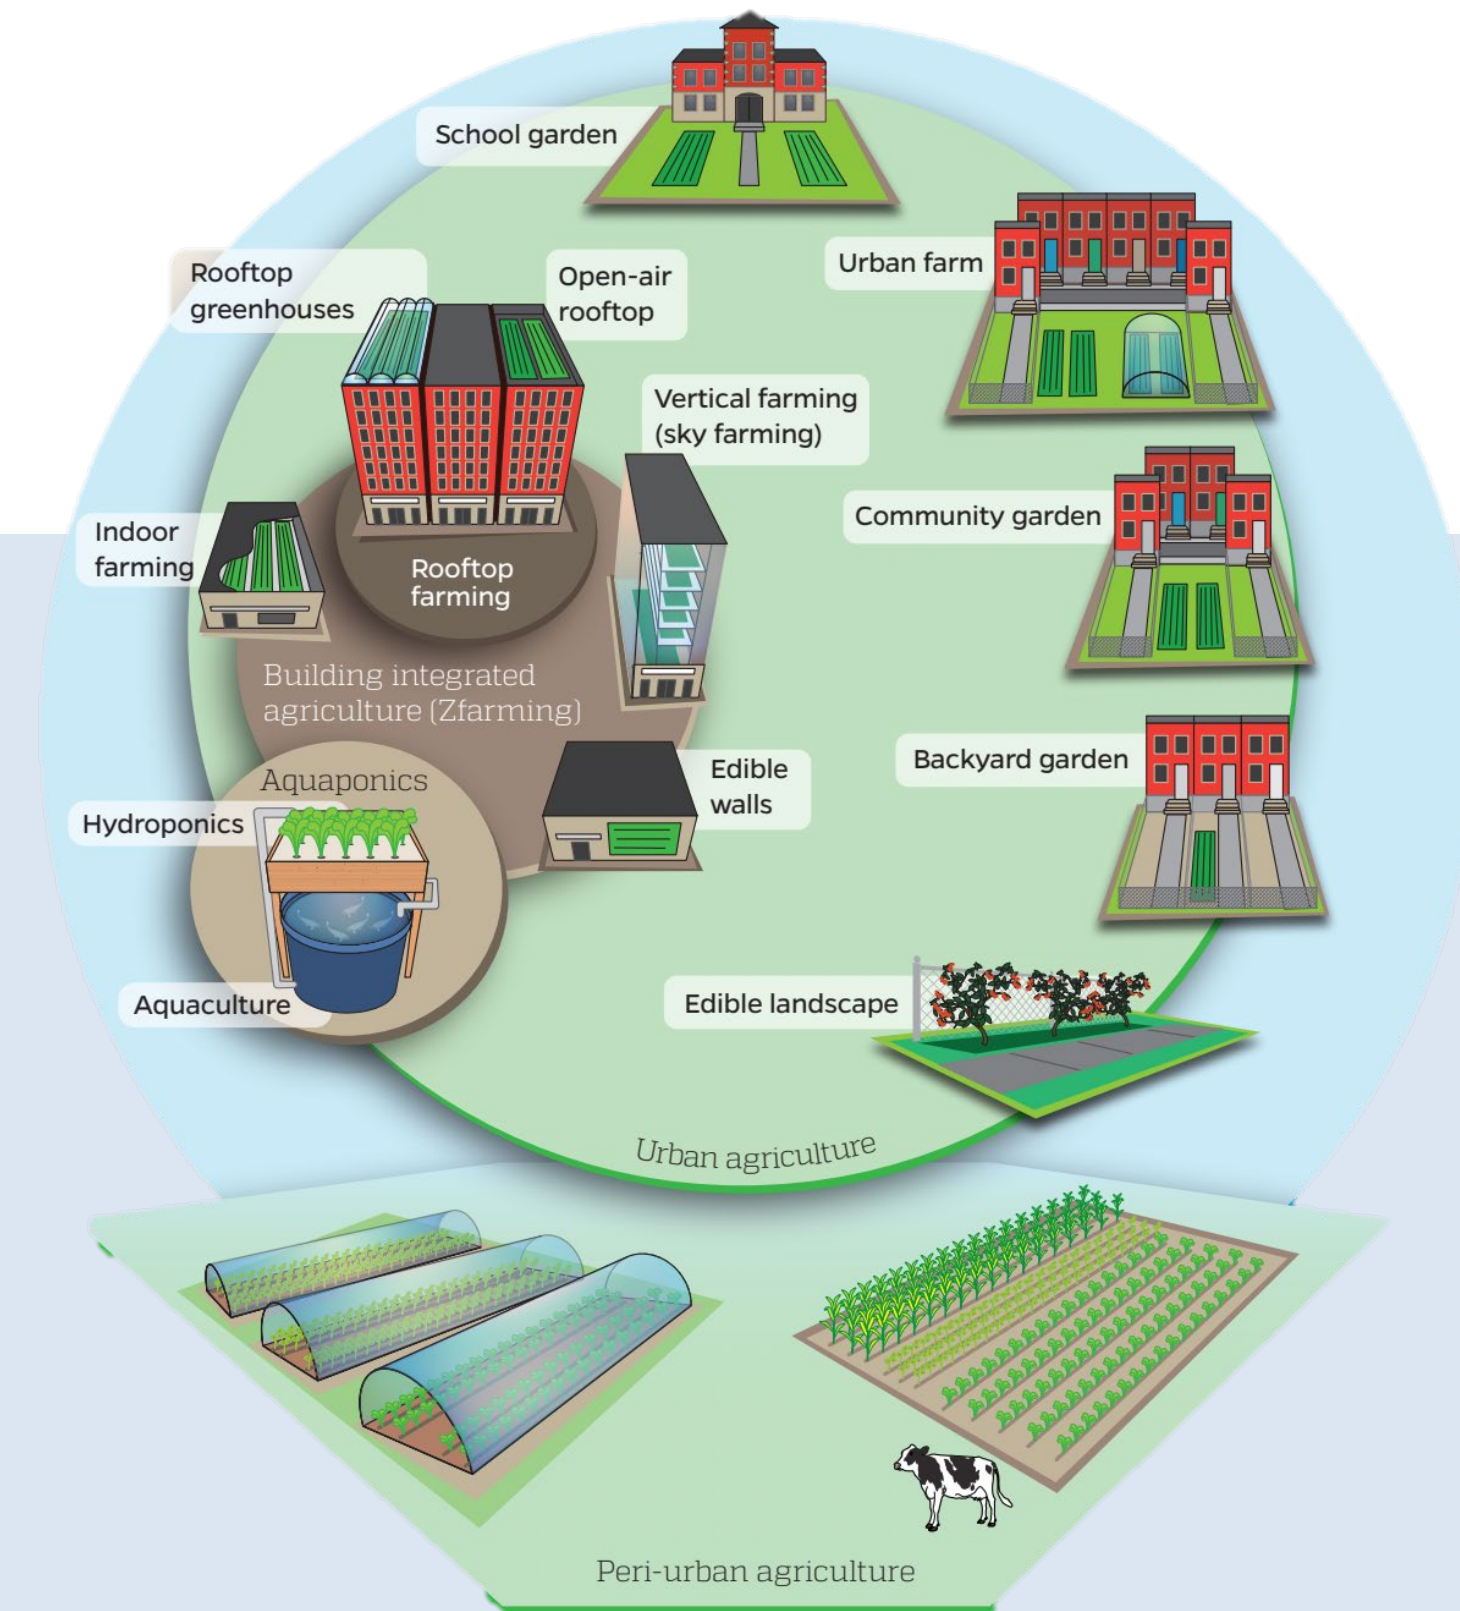 School garden
Urban farm
Rooftop
greenhouses
Open-air
rooftop
Vertical farming
(sky farming)
Community garden
Indoor
farming
Rooftop
farming
Building integrated
agriculture (Zfarming)
Backyard garden
Edible
walls
Aquaponics
Hydroponics
Aquaculture
Edible landscape
Urban agriculture
Peri-urban agriculture